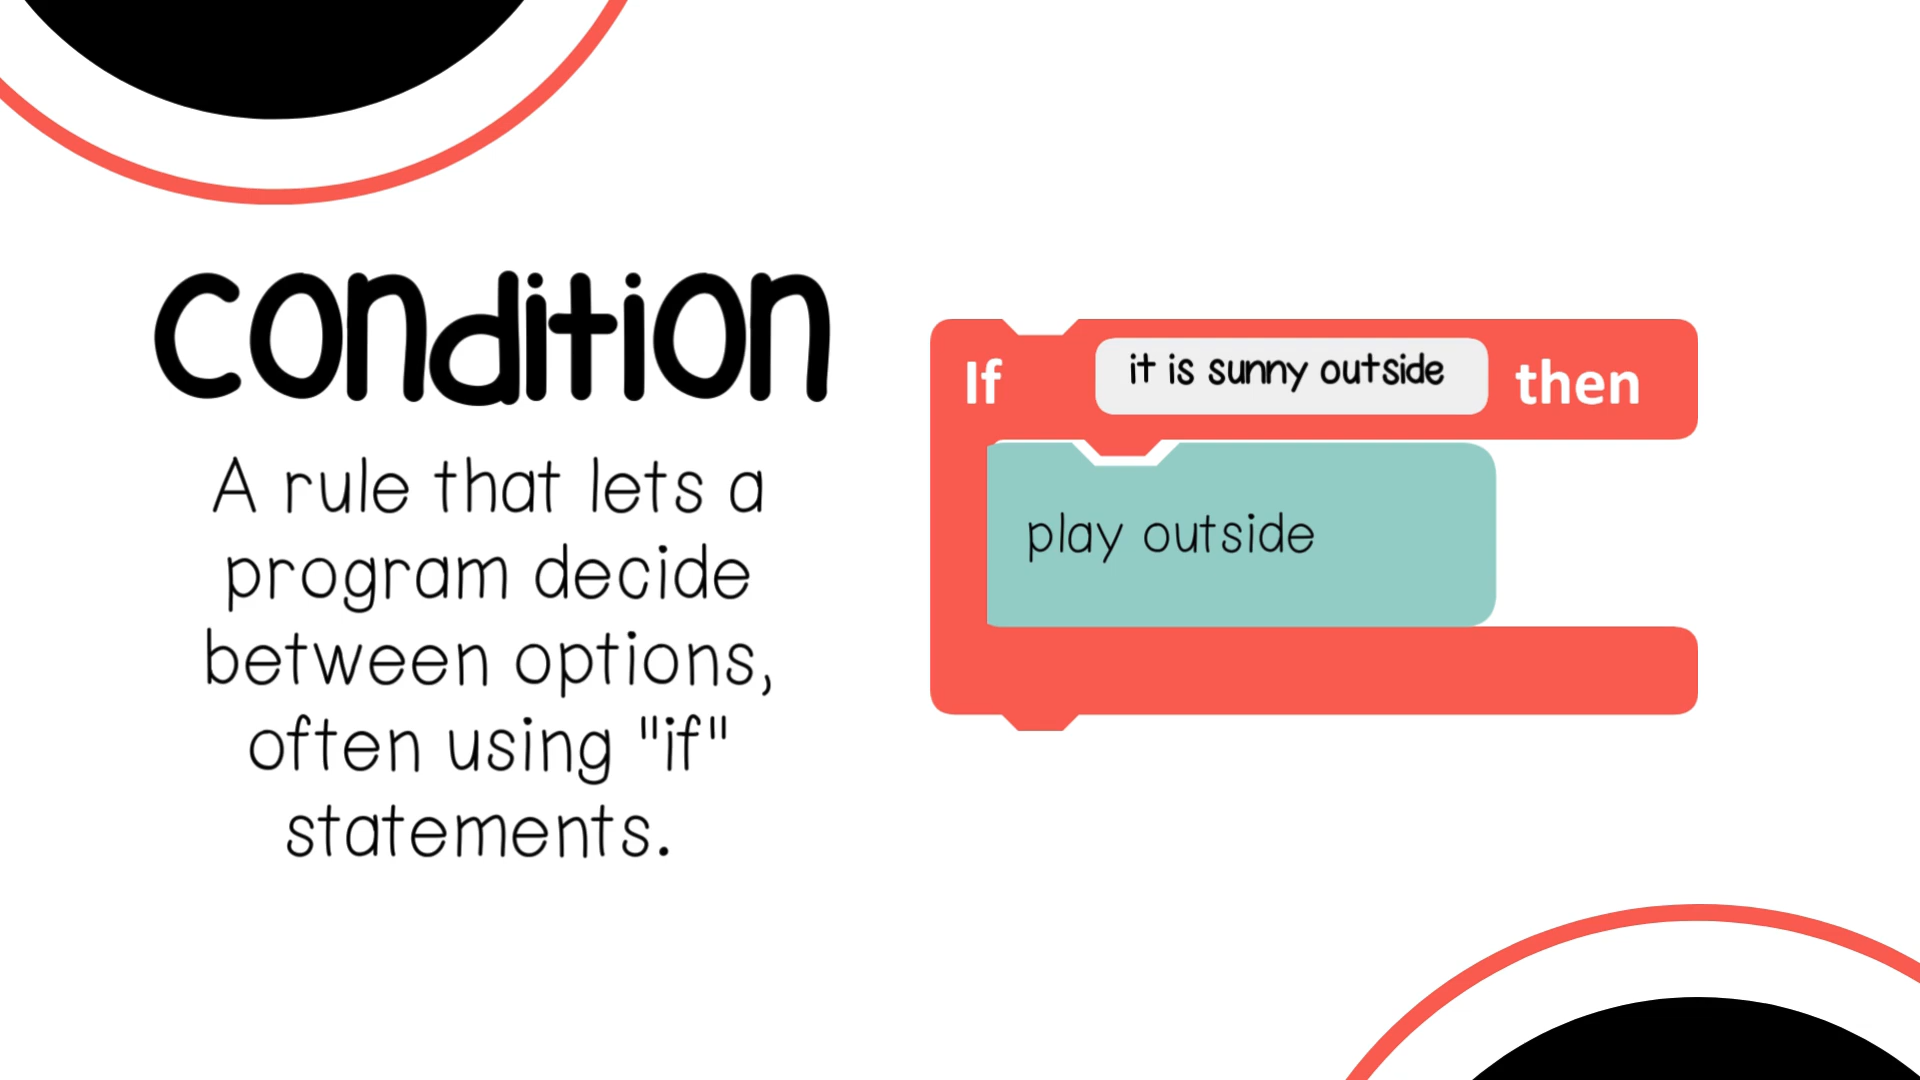 condition
A rule that lets a
program decide
between options,
often using "if"
statements.
If it is sunny outside then
play outside